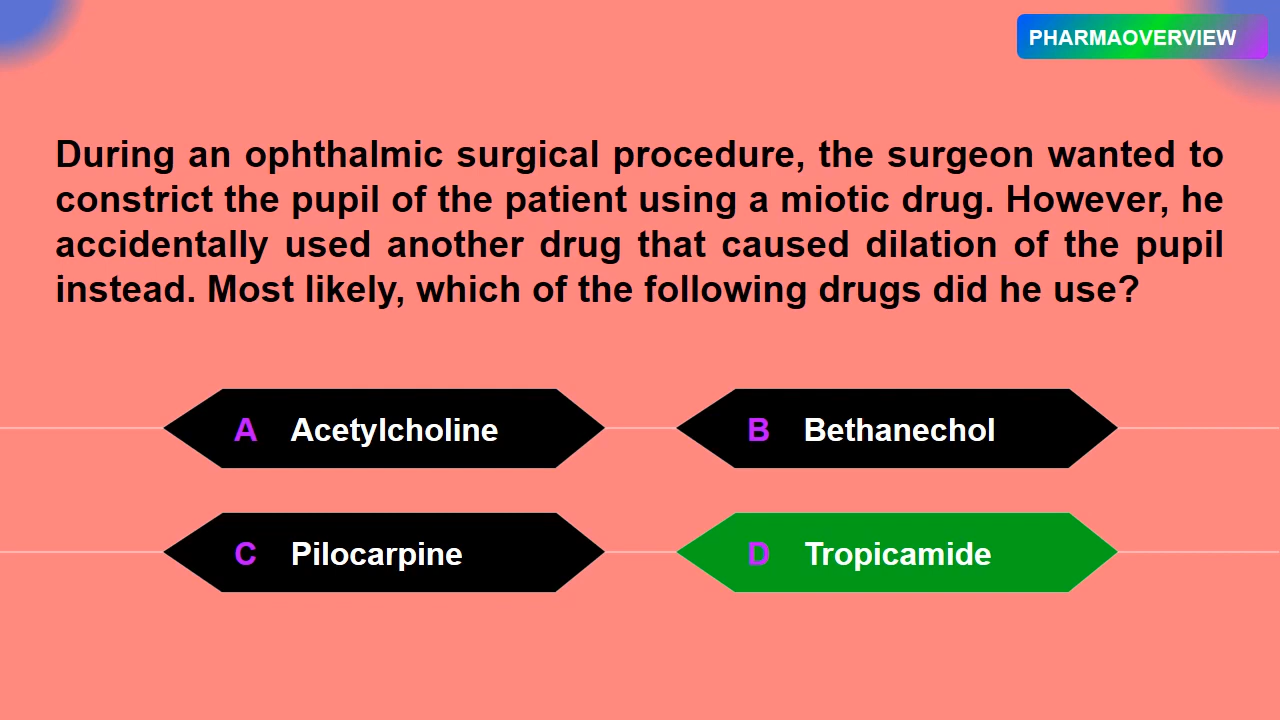 PHARMAOVERVIEW
During an ophthalmic surgical procedure, the surgeon wanted to
constrict the pupil of the patient using a miotic drug. However, he
accidentally used another drug that caused dilation of the pupil
instead. Most likely, which of the following drugs did he use?
A Acetylcholine
B Bethanechol
C Pilocarpine
D Tropicamide